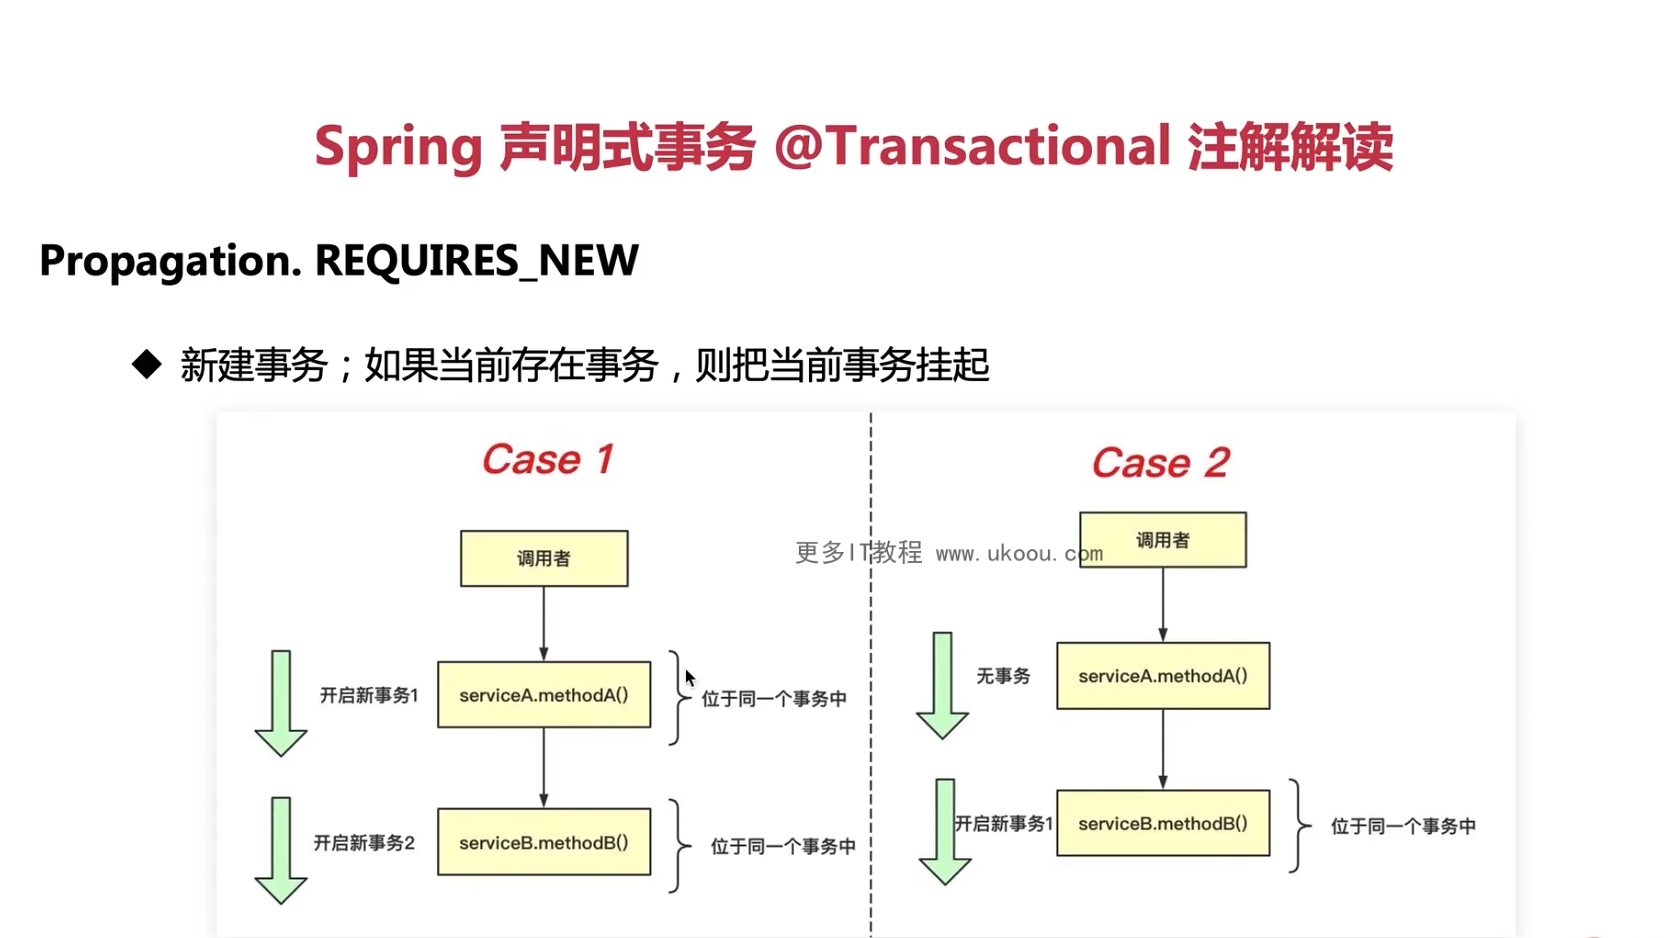 Spring 声明式事务 @Transactional 注解解读
Propagation. REQUIRES_NEW
◆ 新建事务；如果当前存在事务，则把当前事务挂起
Case 1
调用者
开启新事务1
serviceA.methodA()
位于同一个事务中
开启新事务2
serviceB.methodB()
位于同一个事务中
更多IT教程 www.ukoou.com
Case 2
调用者
无事务
serviceA.methodA()
开启新事务1
serviceB.methodB()
位于同一个事务中